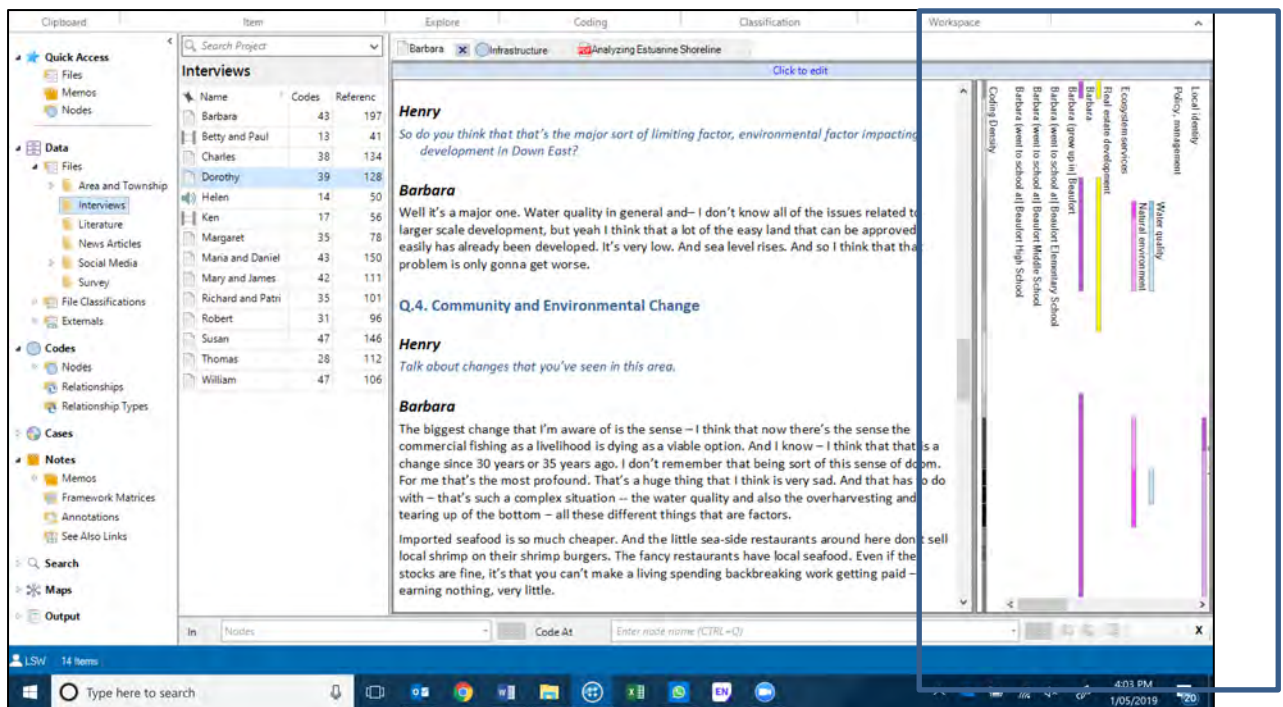 Clipboard
Item
Explore
Coding
Classification
Workspace
Quick Access
Files
Memos
Nodes
Data
Files
Area and Township
Interviews
Literature
News Articles
Social Media
Survey
File Classifications
Externals
Codes
Nodes
Relationships
Relationship Types
Cases
Notes
Memos
Framework Matrices
Annotations
See Also Links
Search
Maps
Output
Search Project
Interviews
Name Codes Referenc
Barbara 43 197
Betty and Paul 13 41
Charles 38 134
Dorothy 39 128
Helen 14 50
Ken 17 56
Margaret 35 78
Maria and Daniel 43 150
Mary and James 42 111
Richard and Patri 35 101
Robert 31 96
Susan 47 146
Thomas 28 112
William 47 106
Barbara
Infrastructure
Analyzing Estuarine Shoreline
Click to edit
Henry
So do you think that that's the major sort of limiting factor, environmental factor impacting
development in Down East?
Barbara
Well it's a major one. Water quality in general and– I don't know all of the issues related to
larger scale development, but yeah I think that a lot of the easy land that can be approved
easily has already been developed. It's very low. And sea level rises. And so I think that that
problem is only gonna get worse.
Q.4. Community and Environmental Change
Henry
Talk about changes that you've seen in this area.
Barbara
The biggest change that I'm aware of is the sense – I think that now there's the sense the
commercial fishing as a livelihood is dying as a viable option. And I know – I think that that is a
change since 30 years or 35 years ago. I don't remember that being sort of this sense of doom.
For me that's the most profound. That's a huge thing that I think is very sad. And that has to do
with – that's such a complex situation -- the water quality and also the overharvesting and
tearing up of the bottom – all these different things that are factors.
Imported seafood is so much cheaper. And the little sea-side restaurants around here don't sell
local shrimp on their shrimp burgers. The fancy restaurants have local seafood. Even if the
stocks are fine, it's that you can't make a living spending backbreaking work getting paid –
earning nothing, very little.
Local identity
Policy, management
Water quality
Natural environment
Ecosystem services
Real estate development
Barbara
Barbara (grew up in) Beaufort
Barbara (went to school at) Beaufort Elementary School
Barbara (went to school at) Beaufort Middle School
Barbara (went to school at) Beaufort High School
Coding Density
In
Nodes
Code At
Enter node name (CTRL+Q)
X
LSW 14 Items
Type here to search
EN
4:03 PM
1/05/2019
20